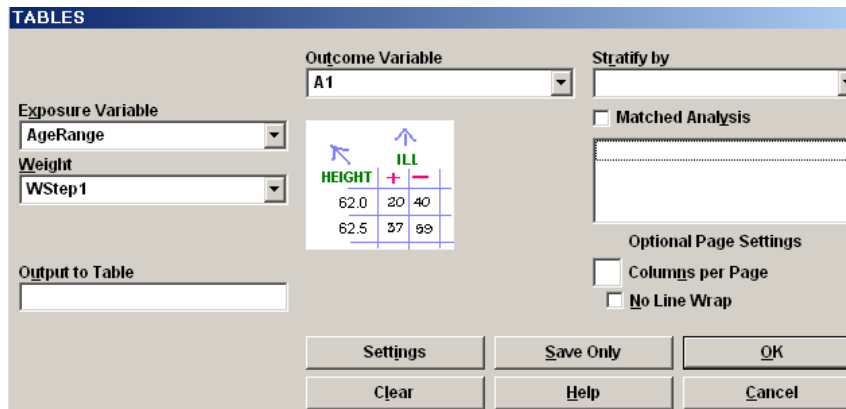 TABLES
Outcome Variable
A1
Stratify by
Exposure Variable
AgeRange
Weight
WStep1
Matched Analysis
ILL
HEIGHT + −
62.0 20 40
62.5 37 59
Optional Page Settings
Columns per Page
No Line Wrap
Output to Table
Settings
Save Only
OK
Clear
Help
Cancel